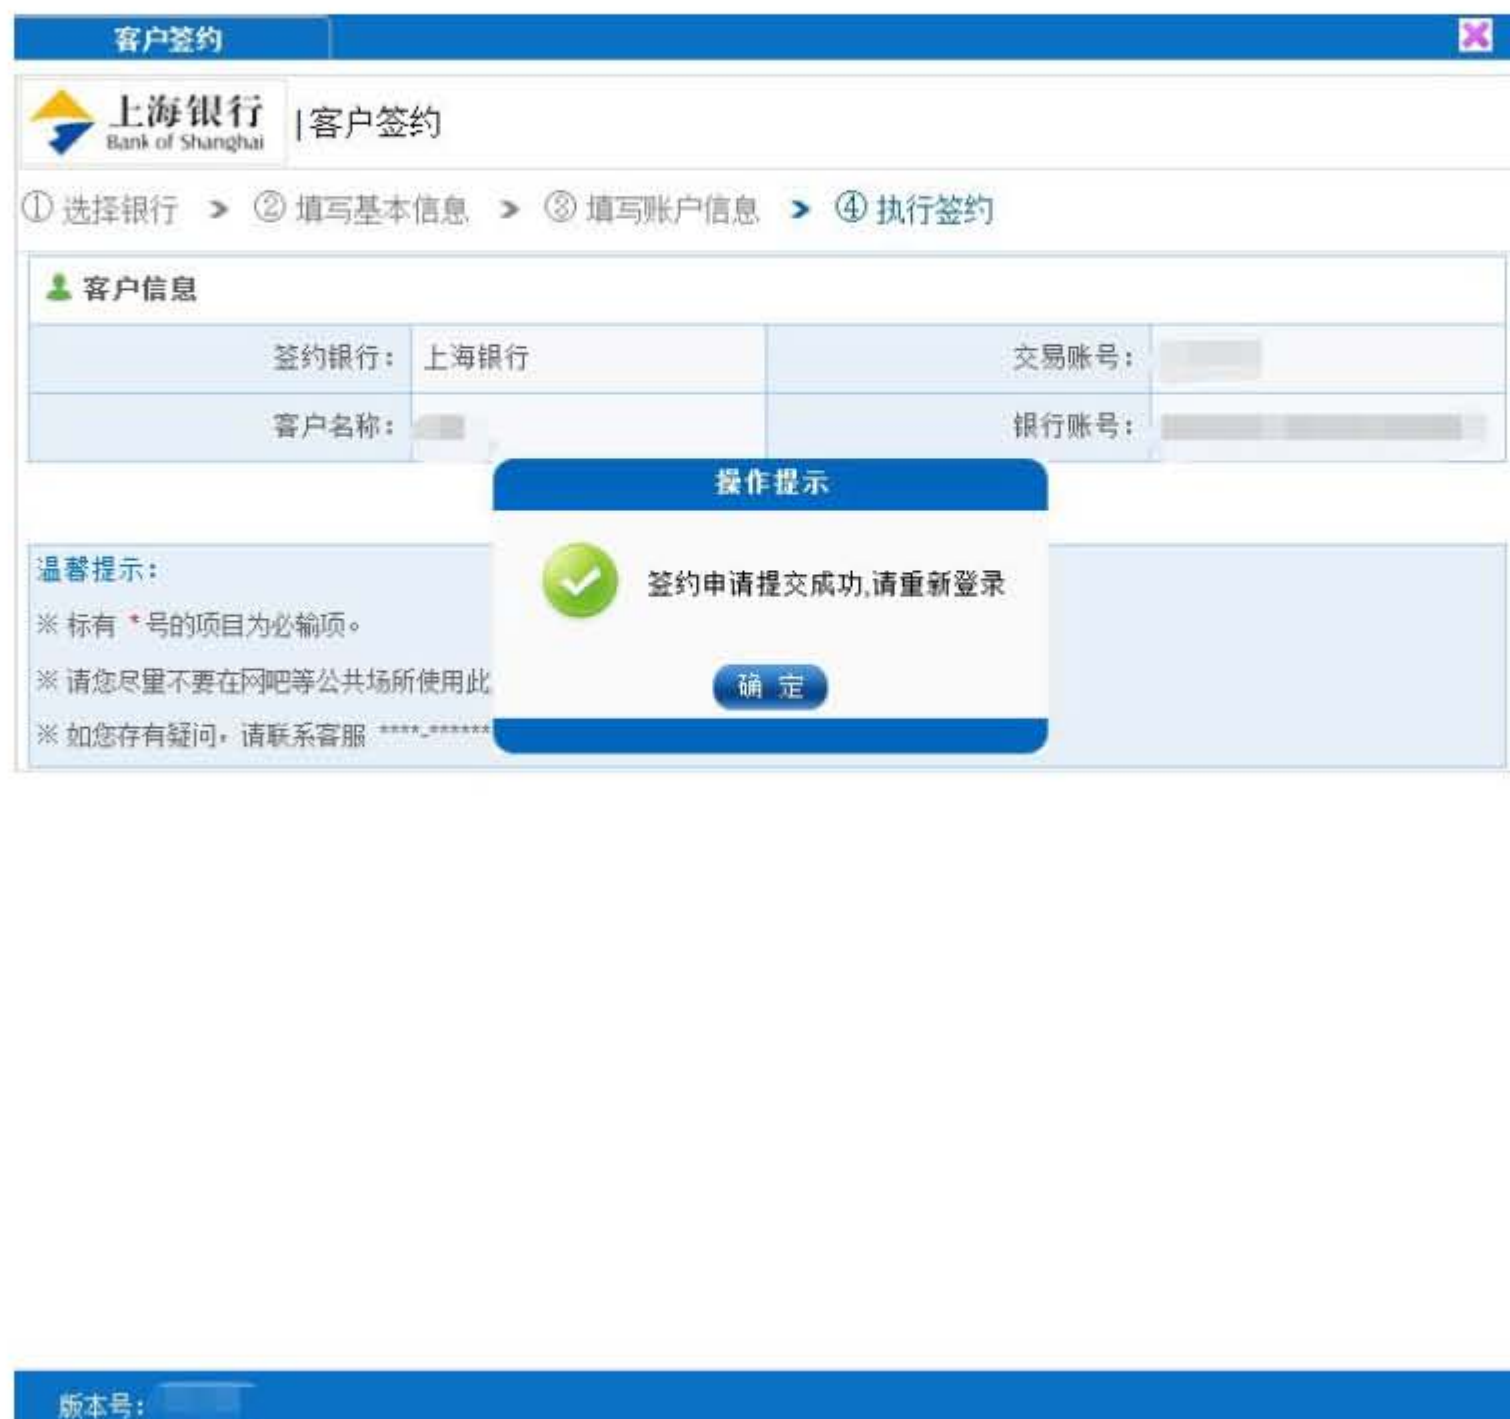 客户签约
上海银行
Bank of Shanghai
|客户签约
① 选择银行 > ② 填写基本信息 > ③ 填写账户信息 > ④ 执行签约
客户信息
签约银行： 上海银行 交易账号：
客户名称： 银行账号：
操作提示
签约申请提交成功,请重新登录
确 定
温馨提示：
※ 标有 * 号的项目为必输项。
※ 请您尽量不要在网吧等公共场所使用此
※ 如您存有疑问，请联系客服 ****-******
版本号：